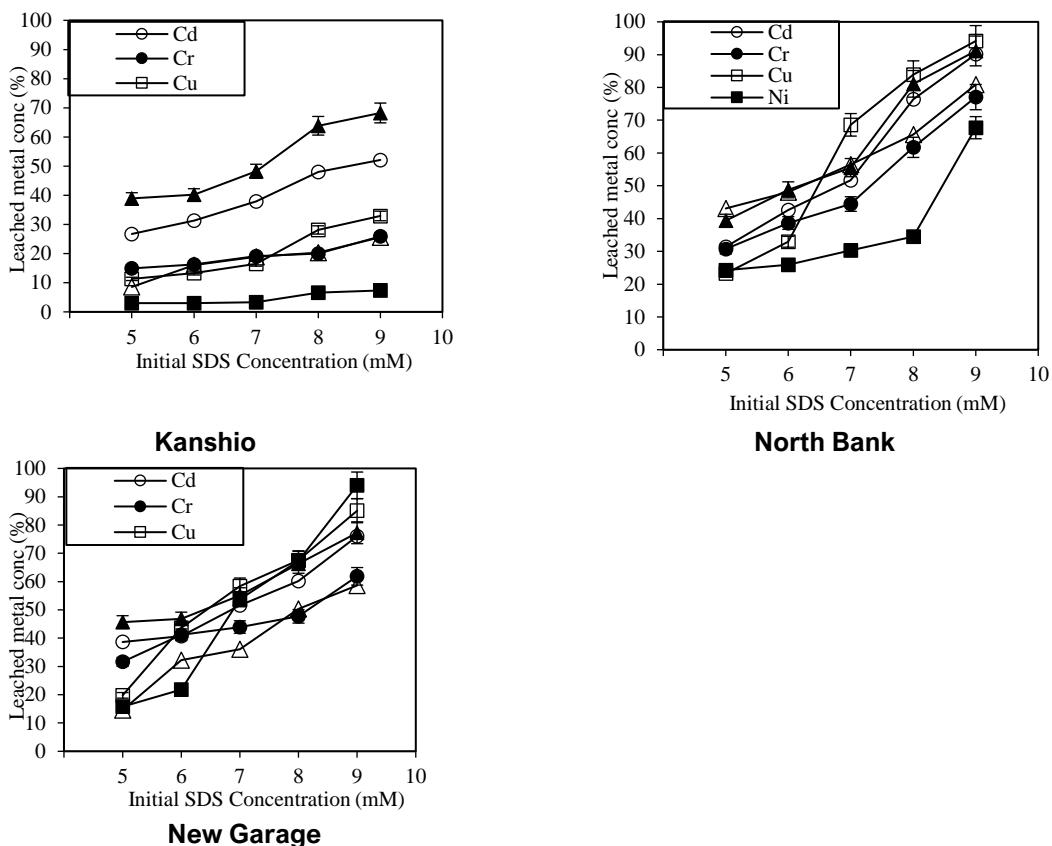 100
90
80
70
60
50
40
30
20
10
0
Leached metal conc (%)
Cd
Cr
Cu
5 6 7 8 9 10
Initial SDS Concentration (mM)
Kanshio
100
90
80
70
60
50
40
30
20
10
0
Leached metal conc (%)
Cd
Cr
Cu
Ni
5 6 7 8 9 10
Initial SDS Concentration (mM)
North Bank
100
90
80
70
60
50
40
30
20
10
0
Leached metal conc (%)
Cd
Cr
Cu
5 6 7 8 9 10
Initial SDS Concentration (mM)
New Garage